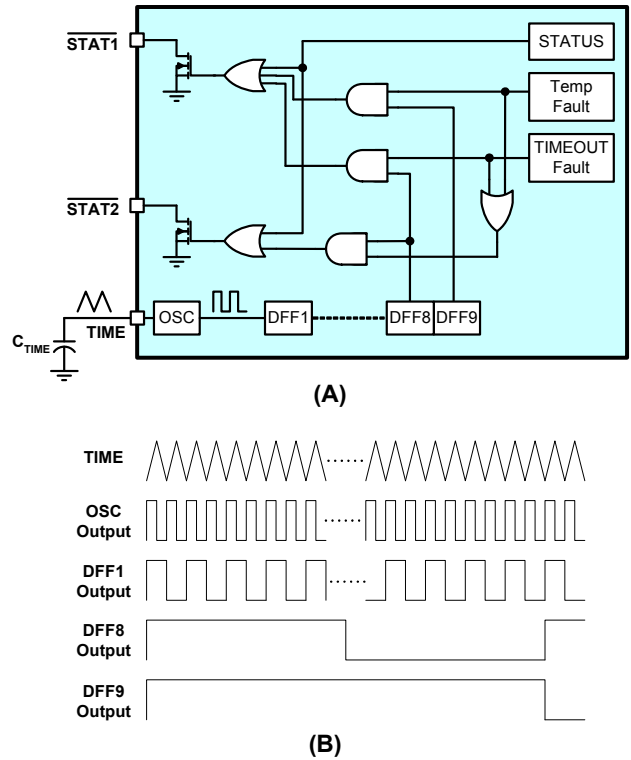 STAT1
STATUS
Temp
Fault
TIMEOUT
Fault
STAT2
OSC
DFF1
DFF8
DFF9
TIME
CTIME
(A)
TIME
OSC
Output
DFF1
Output
DFF8
Output
DFF9
Output
(B)